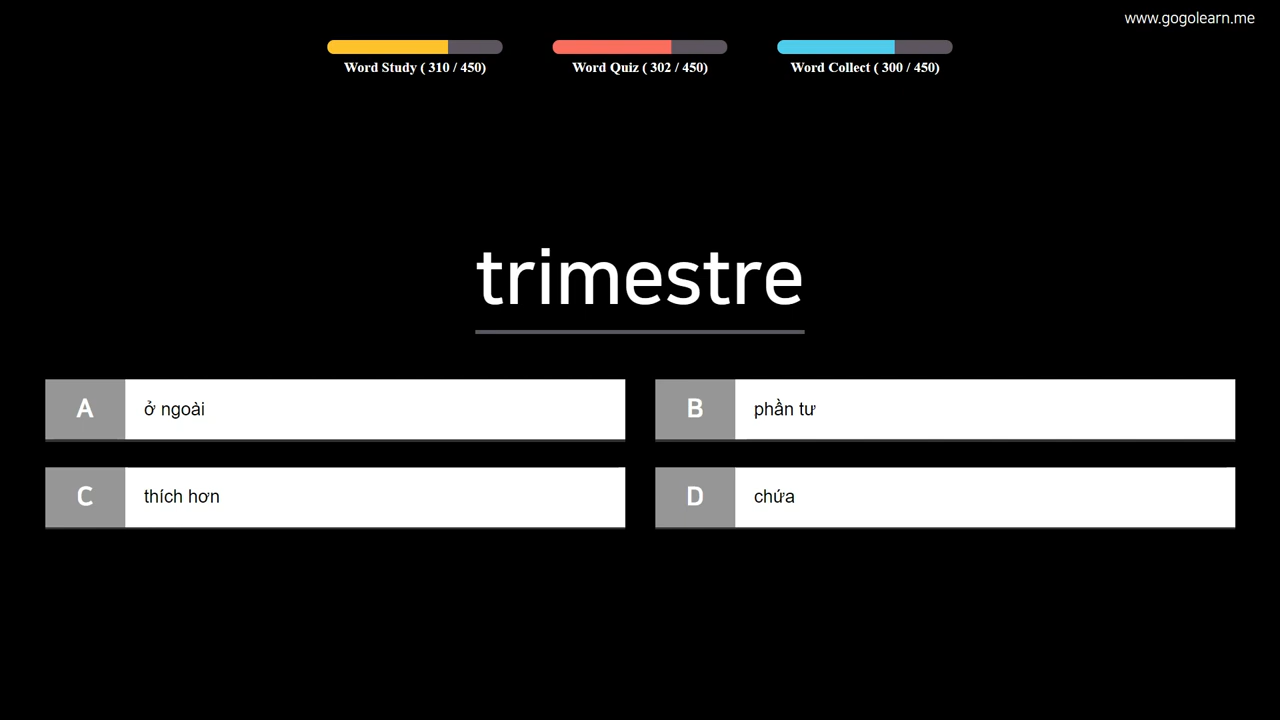 www.gogolearn.me
Word Study ( 310 / 450)
Word Quiz ( 302 / 450)
Word Collect ( 300 / 450)
trimestre
A ở ngoài
B phần tư
C thích hơn
D chứa